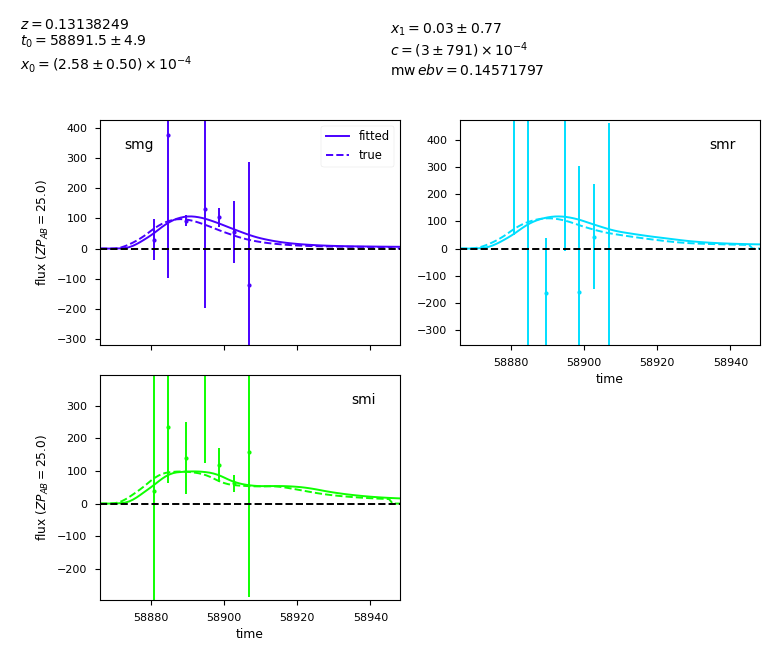 z = 0.13138249
t₀ = 58891.5 ± 4.9
x₀ = (2.58 ± 0.50) × 10⁻⁴
x₁ = 0.03 ± 0.77
c = (3 ± 791) × 10⁻⁴
mw ebv = 0.14571797
smg
fitted
true
400
300
200
100
0
−100
−200
−300
flux (ZP_AB = 25.0)
smr
400
300
200
100
0
−100
−200
−300
58880 58900 58920 58940
time
smi
300
200
100
0
−100
−200
flux (ZP_AB = 25.0)
58880 58900 58920 58940
time